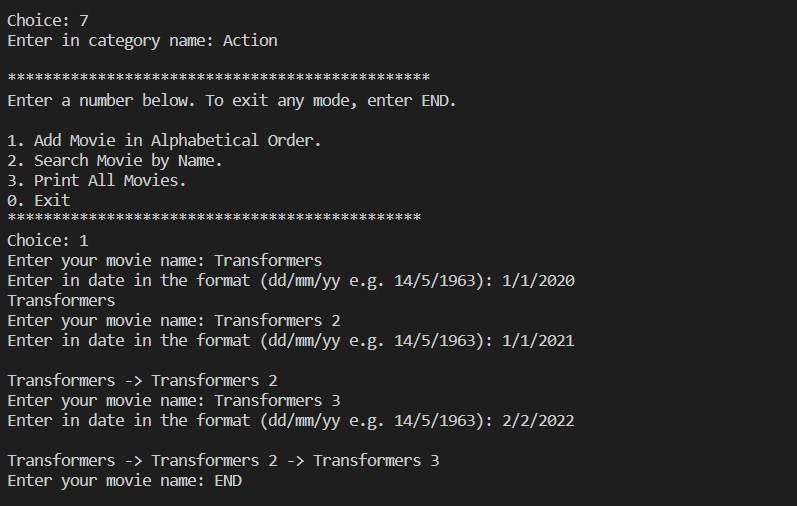 Choice: 7
Enter in category name: Action
***********************************************
Enter a number below. To exit any mode, enter END.
1. Add Movie in Alphabetical Order.
2. Search Movie by Name.
3. Print All Movies.
0. Exit
**********************************************
Choice: 1
Enter your movie name: Transformers
Enter in date in the format (dd/mm/yy e.g. 14/5/1963): 1/1/2020
Transformers
Enter your movie name: Transformers 2
Enter in date in the format (dd/mm/yy e.g. 14/5/1963): 1/1/2021
Transformers -> Transformers 2
Enter your movie name: Transformers 3
Enter in date in the format (dd/mm/yy e.g. 14/5/1963): 2/2/2022
Transformers -> Transformers 2 -> Transformers 3
Enter your movie name: END